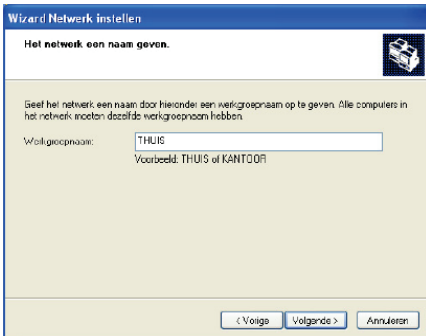 Wizard Netwerk instellen
Het netwerk een naam geven.
Geef het netwerk een naam door hieronder een werkgroepnaam op te geven. Alle computers in
het netwerk moeten dezelfde werkgroepnaam hebben.
Werkgroepnaam: THUIS
Voorbeeld: THUIS of KANTOOR
< Vorige Volgende > Annuleren